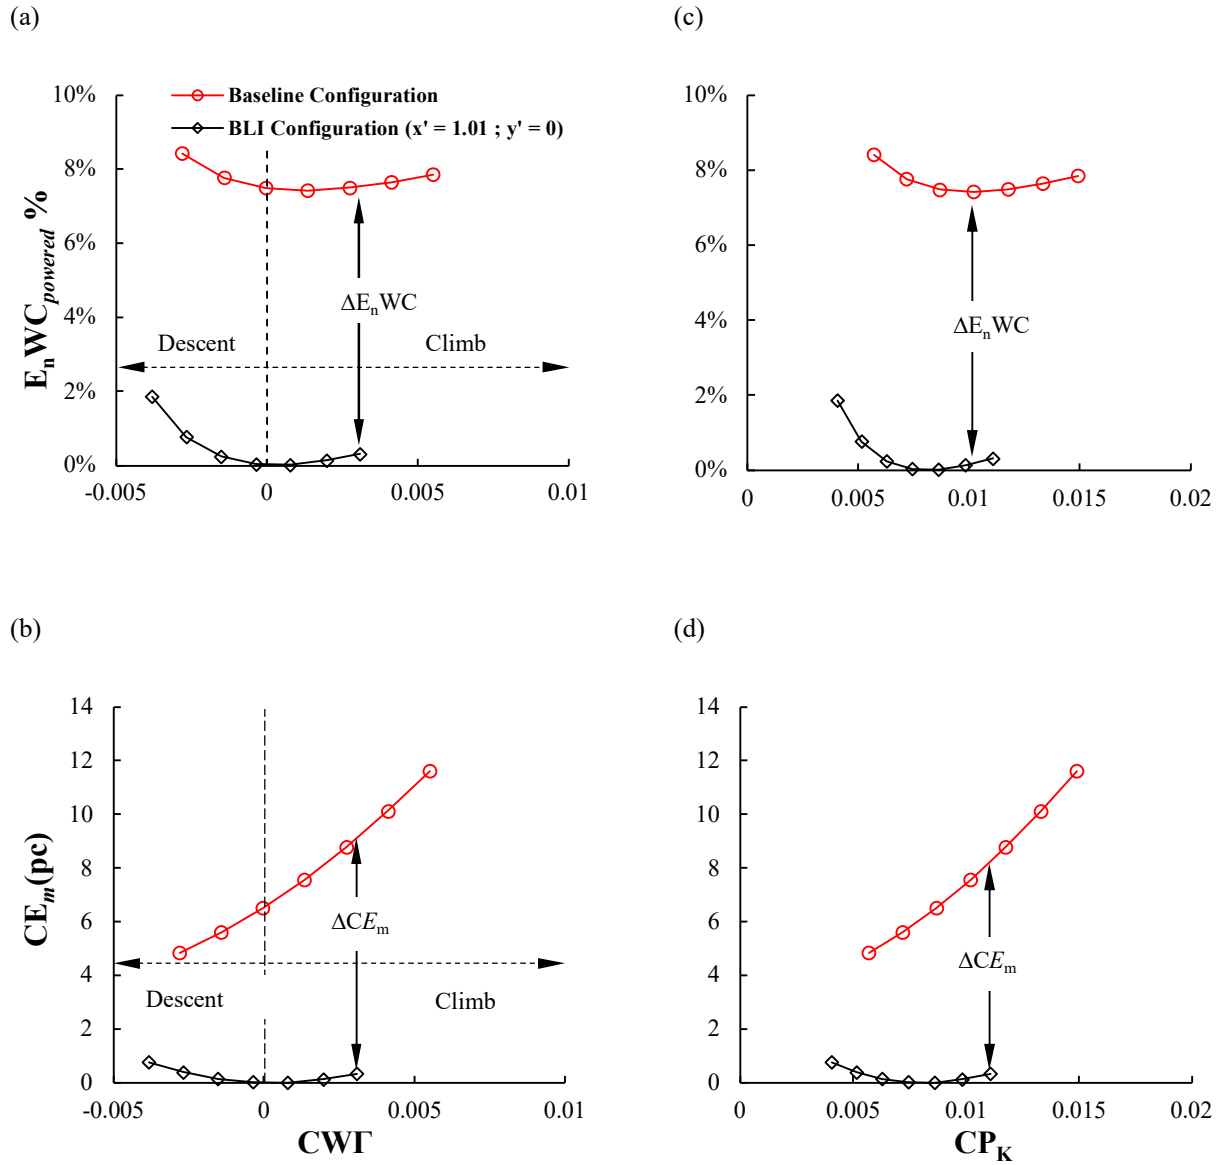 (a)
10%
8%
6%
4%
2%
0%
-0.005
0
0.005
0.01
EnWCpowered %
Baseline Configuration
BLI Configuration (x' = 1.01 ; y' = 0)
ΔEnWC
Descent
Climb
(c)
10%
8%
6%
4%
2%
0%
0
0.005
0.01
0.015
0.02
ΔEnWC
(b)
14
12
10
8
6
4
2
0
-0.005
0
0.005
0.01
CEm(pc)
ΔCEm
Descent
Climb
CWΓ
(d)
14
12
10
8
6
4
2
0
0
0.005
0.01
0.015
0.02
ΔCEm
CPK